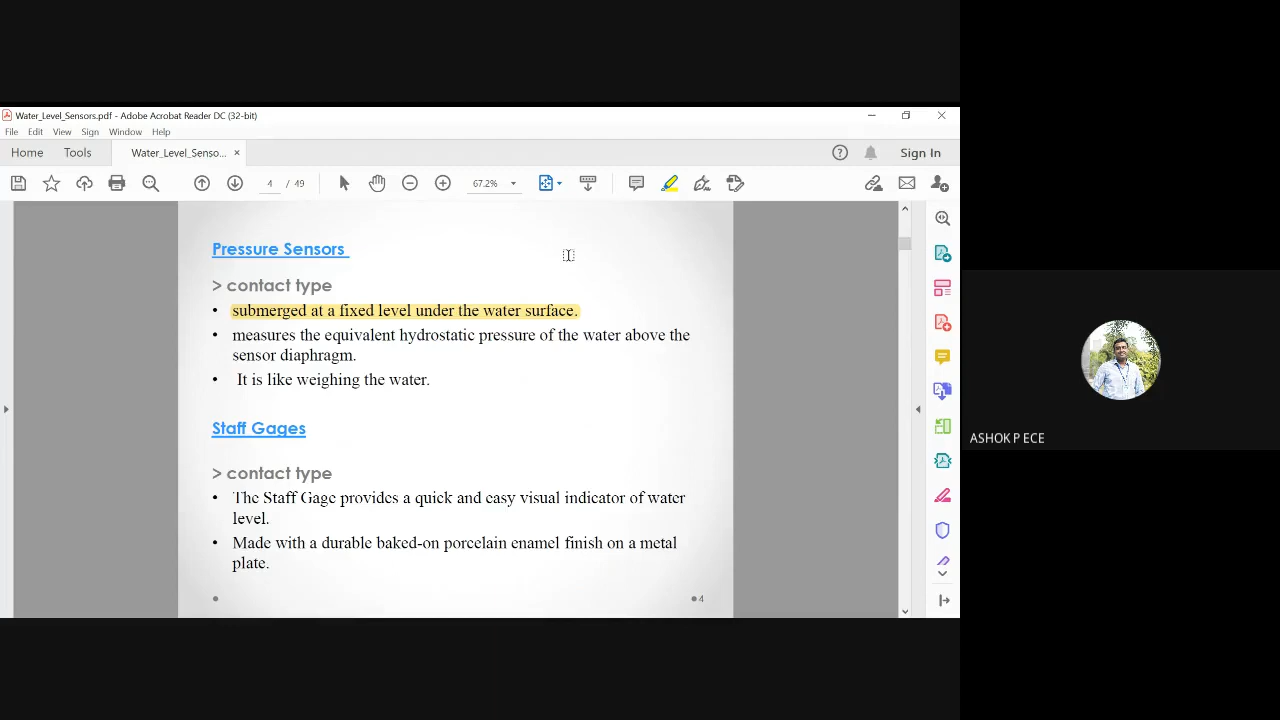 Water_Level_Sensors.pdf - Adobe Acrobat Reader DC (32-bit)
File Edit View Sign Window Help
Home Tools Water_Level_Senso... × Sign In
4 / 49 67.2%
Pressure Sensors
> contact type
• submerged at a fixed level under the water surface.
• measures the equivalent hydrostatic pressure of the water above the
sensor diaphragm.
• It is like weighing the water.
Staff Gages
> contact type
• The Staff Gage provides a quick and easy visual indicator of water
level.
• Made with a durable baked-on porcelain enamel finish on a metal
plate.
4
ASHOK P ECE